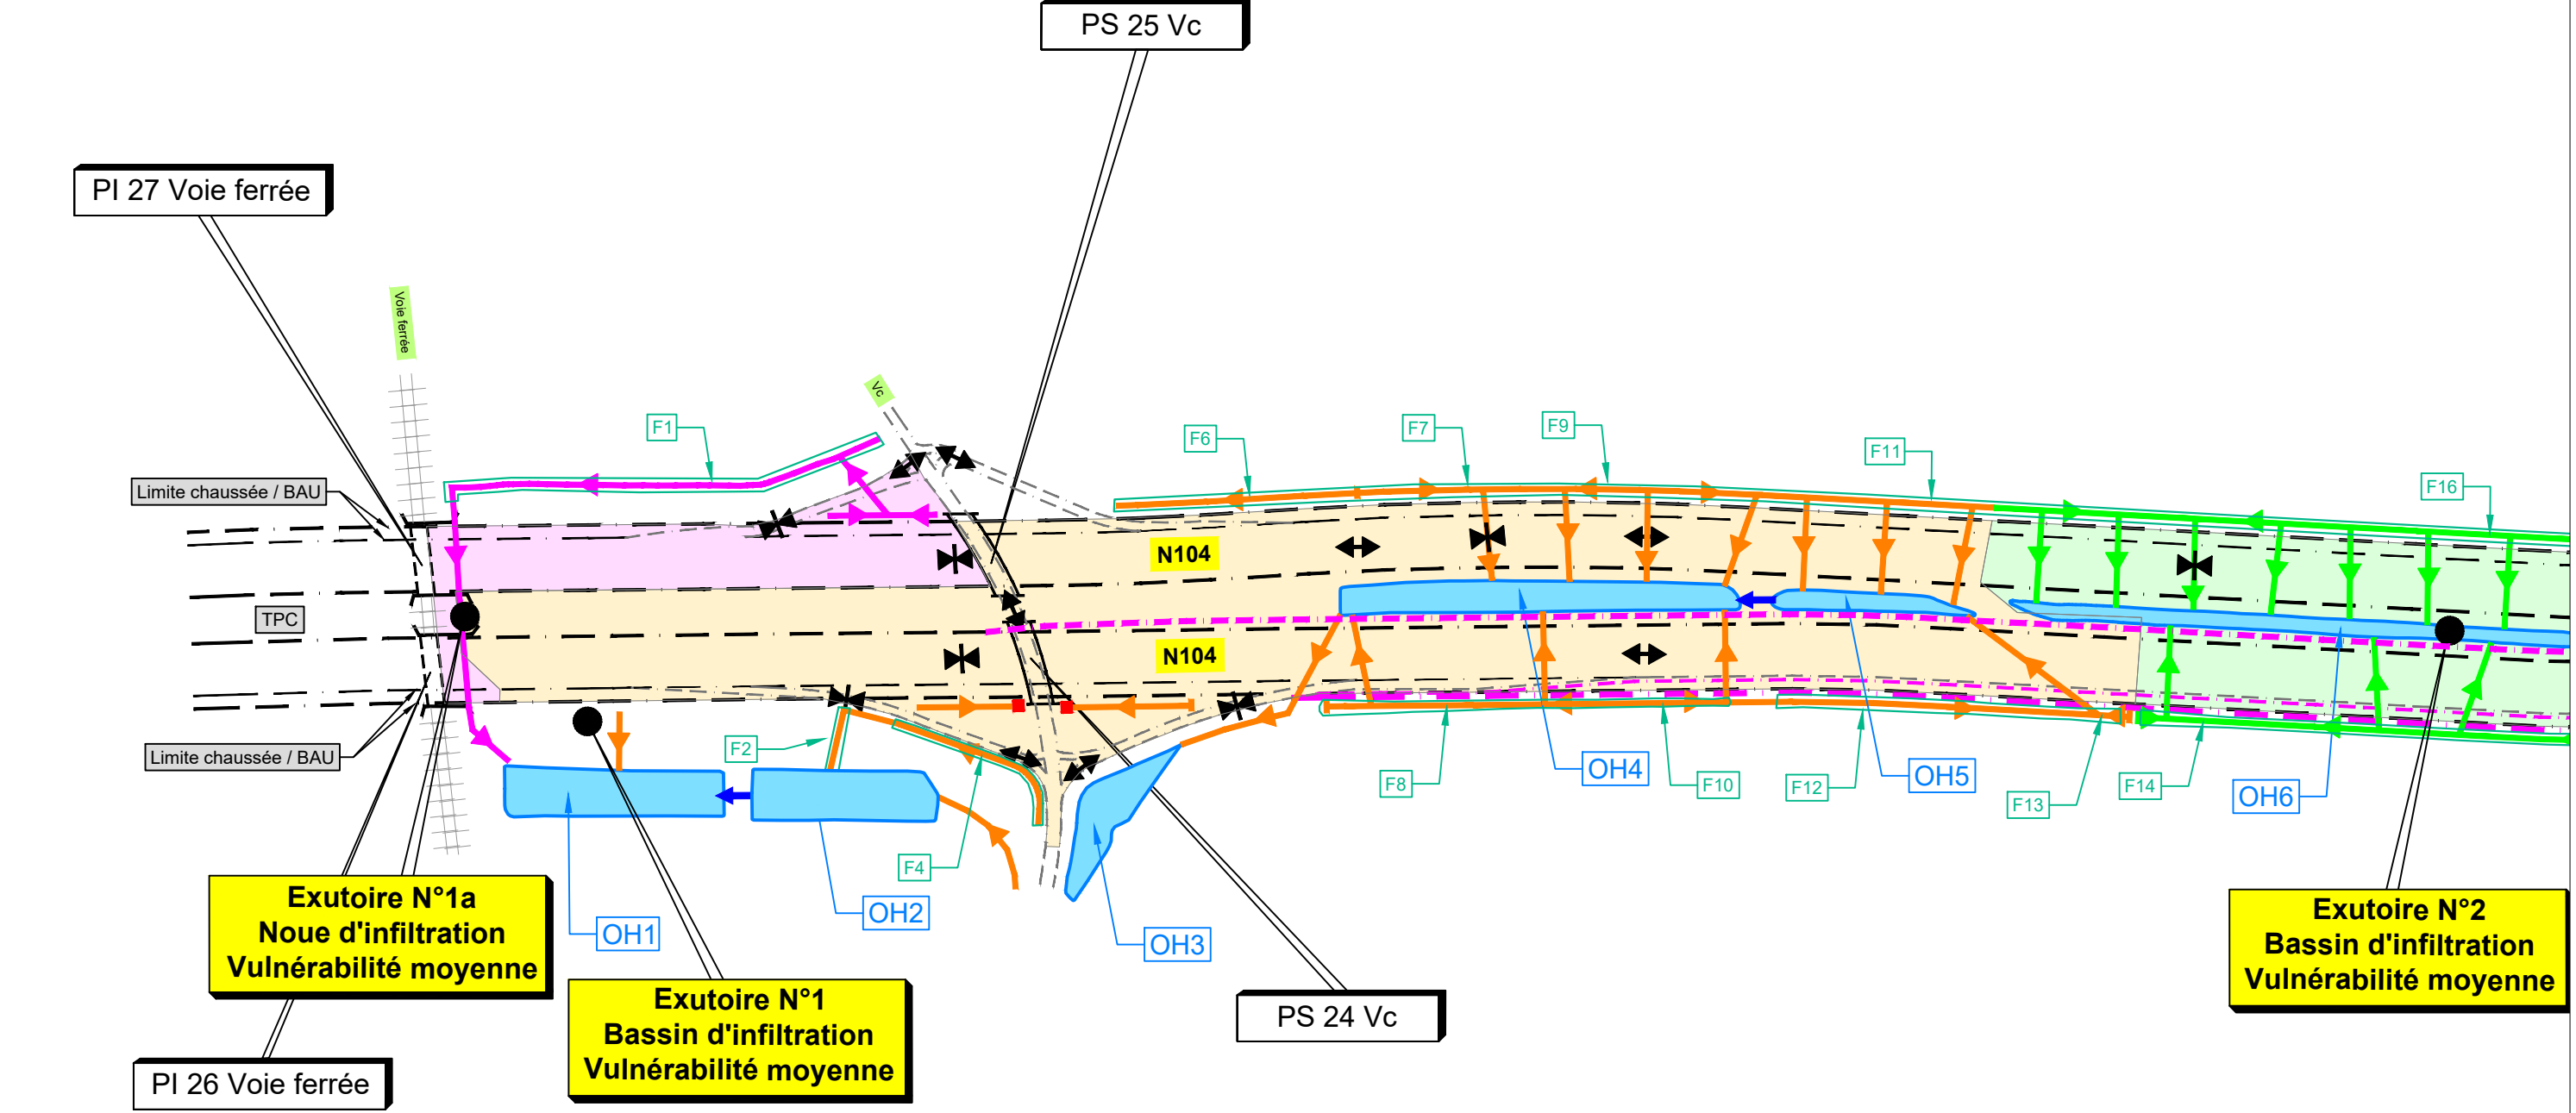 PS 25 Vc
PI 27 Voie ferrée
Voie ferrée
Vc
F1
F6
F7
F9
F11
F16
Limite chaussée / BAU
N104
TPC
N104
Limite chaussée / BAU
F2
F4
F8
F10
F12
F13
F14
OH1
OH2
OH3
OH4
OH5
OH6
Exutoire N°1a
Noue d'infiltration
Vulnérabilité moyenne
Exutoire N°1
Bassin d'infiltration
Vulnérabilité moyenne
Exutoire N°2
Bassin d'infiltration
Vulnérabilité moyenne
PS 24 Vc
PI 26 Voie ferrée